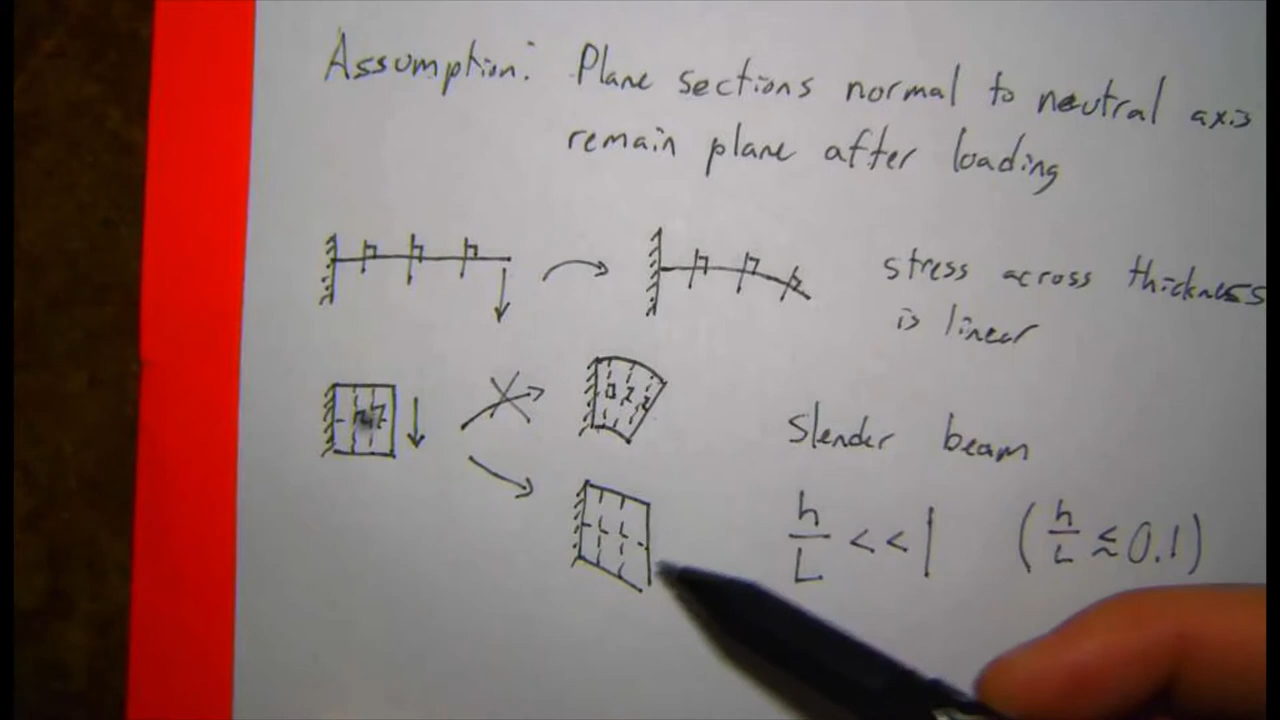 Assumption: Plane sections normal to neutral axis
remain plane after loading
stress across thickness
is linear
Slender beam
h/L << 1 (h/L ≲ 0.1)